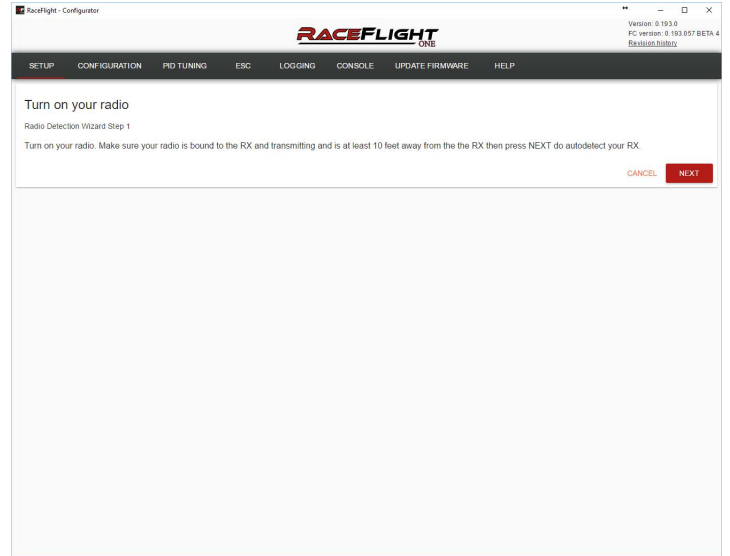 RaceFlight - Configurator
RACEFLIGHT
ONE
Version: 0.193.0
FC version: 0.193.057 BETA 4
Revision history
SETUP CONFIGURATION PID TUNING ESC LOGGING CONSOLE UPDATE FIRMWARE HELP
Turn on your radio
Radio Detection Wizard Step 1
Turn on your radio. Make sure your radio is bound to the RX and transmitting and is at least 10 feet away from the the RX then press NEXT do autodetect your RX.
CANCEL NEXT